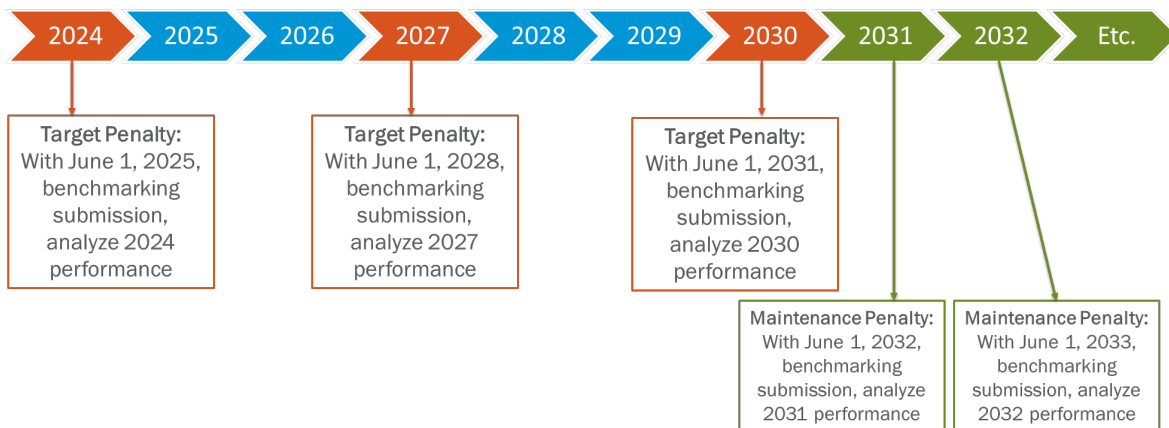 2024
2025
2026
2027
2028
2029
2030
2031
2032
Etc.
Target Penalty:
With June 1, 2025,
benchmarking
submission,
analyze 2024
performance
Target Penalty:
With June 1, 2028,
benchmarking
submission,
analyze 2027
performance
Target Penalty:
With June 1, 2031,
benchmarking
submission,
analyze 2030
performance
Maintenance Penalty:
With June 1, 2032,
benchmarking
submission, analyze
2031 performance
Maintenance Penalty:
With June 1, 2033,
benchmarking
submission, analyze
2032 performance